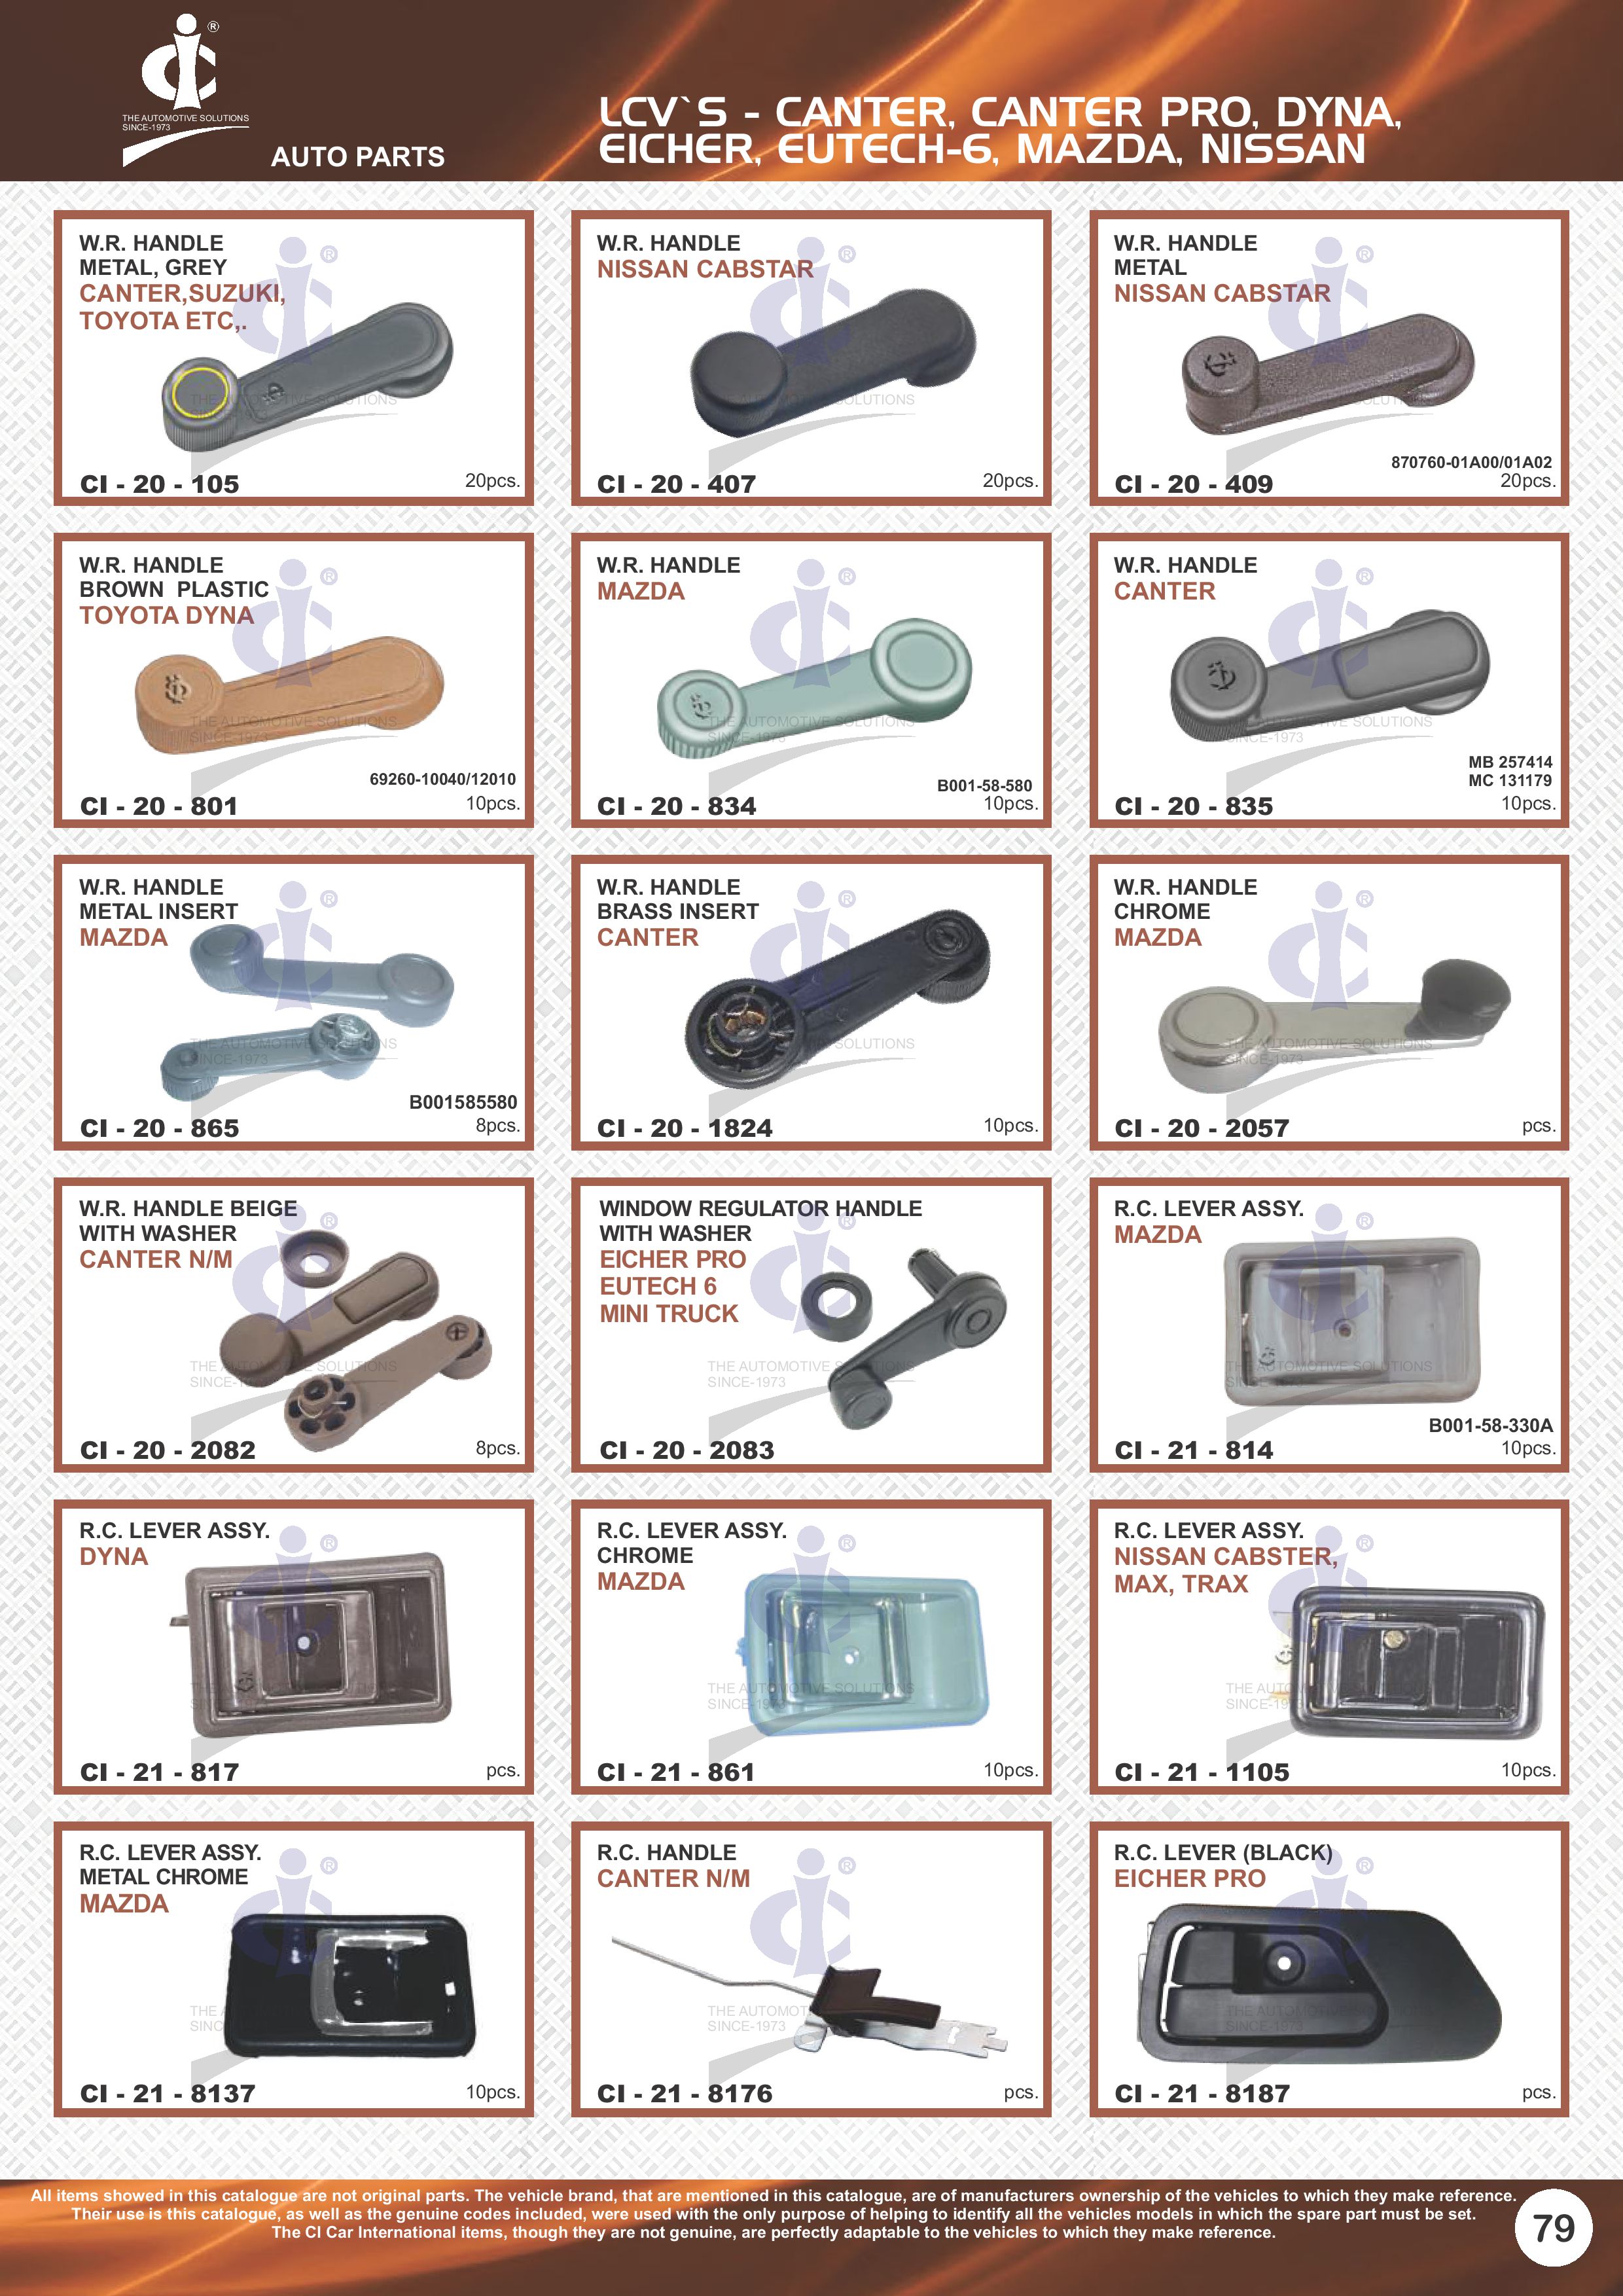 ®
THE AUTOMOTIVE SOLUTIONS
SINCE-1973
AUTO PARTS
LCV`S - CANTER, CANTER PRO, DYNA,
EICHER, EUTECH-6, MAZDA, NISSAN
W.R. HANDLE
METAL, GREY
CANTER,SUZUKI,
TOYOTA ETC,.
CI - 20 - 105
20pcs.
W.R. HANDLE
NISSAN CABSTAR
CI - 20 - 407
20pcs.
W.R. HANDLE
METAL
NISSAN CABSTAR
870760-01A00/01A02
CI - 20 - 409
20pcs.
W.R. HANDLE
BROWN PLASTIC
TOYOTA DYNA
69260-10040/12010
CI - 20 - 801
10pcs.
W.R. HANDLE
MAZDA
B001-58-580
CI - 20 - 834
10pcs.
W.R. HANDLE
CANTER
MB 257414
MC 131179
CI - 20 - 835
10pcs.
W.R. HANDLE
METAL INSERT
MAZDA
B001585580
CI - 20 - 865
8pcs.
W.R. HANDLE
BRASS INSERT
CANTER
CI - 20 - 1824
10pcs.
W.R. HANDLE
CHROME
MAZDA
CI - 20 - 2057
pcs.
W.R. HANDLE BEIGE
WITH WASHER
CANTER N/M
CI - 20 - 2082
8pcs.
WINDOW REGULATOR HANDLE
WITH WASHER
EICHER PRO
EUTECH 6
MINI TRUCK
CI - 20 - 2083
R.C. LEVER ASSY.
MAZDA
B001-58-330A
CI - 21 - 814
10pcs.
R.C. LEVER ASSY.
DYNA
CI - 21 - 817
pcs.
R.C. LEVER ASSY.
CHROME
MAZDA
CI - 21 - 861
10pcs.
R.C. LEVER ASSY.
NISSAN CABSTER,
MAX, TRAX
CI - 21 - 1105
10pcs.
R.C. LEVER ASSY.
METAL CHROME
MAZDA
CI - 21 - 8137
10pcs.
R.C. HANDLE
CANTER N/M
CI - 21 - 8176
pcs.
R.C. LEVER (BLACK)
EICHER PRO
CI - 21 - 8187
pcs.
All items showed in this catalogue are not original parts. The vehicle brand, that are mentioned in this catalogue, are of manufacturers ownership of the vehicles to which they make reference.
Their use is this catalogue, as well as the genuine codes included, were used with the only purpose of helping to identify all the vehicles models in which the spare part must be set.
The CI Car International items, though they are not genuine, are perfectly adaptable to the vehicles to which they make reference.
79